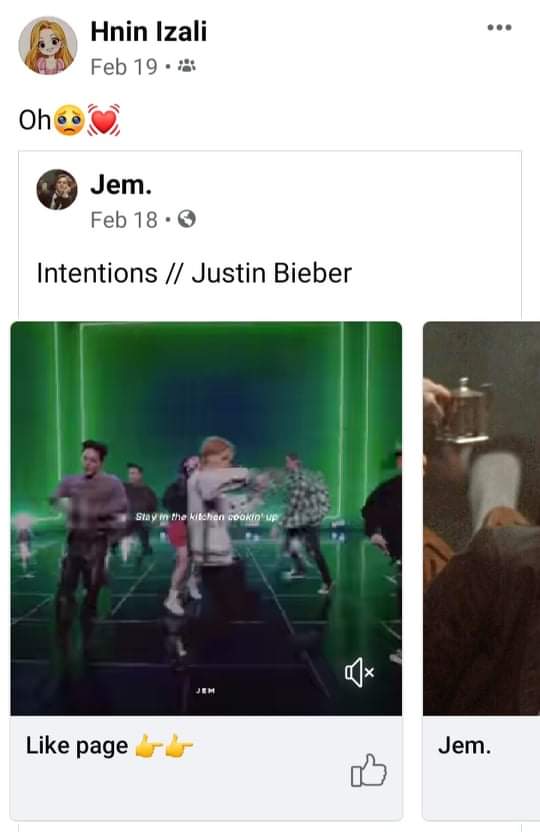 Hnin Izali
Feb 19 •
Oh🥺💓
Jem.
Feb 18 •
Intentions // Justin Bieber
Stay in the kitchen cookin' up
JEM
Like page 👉👉
Jem.